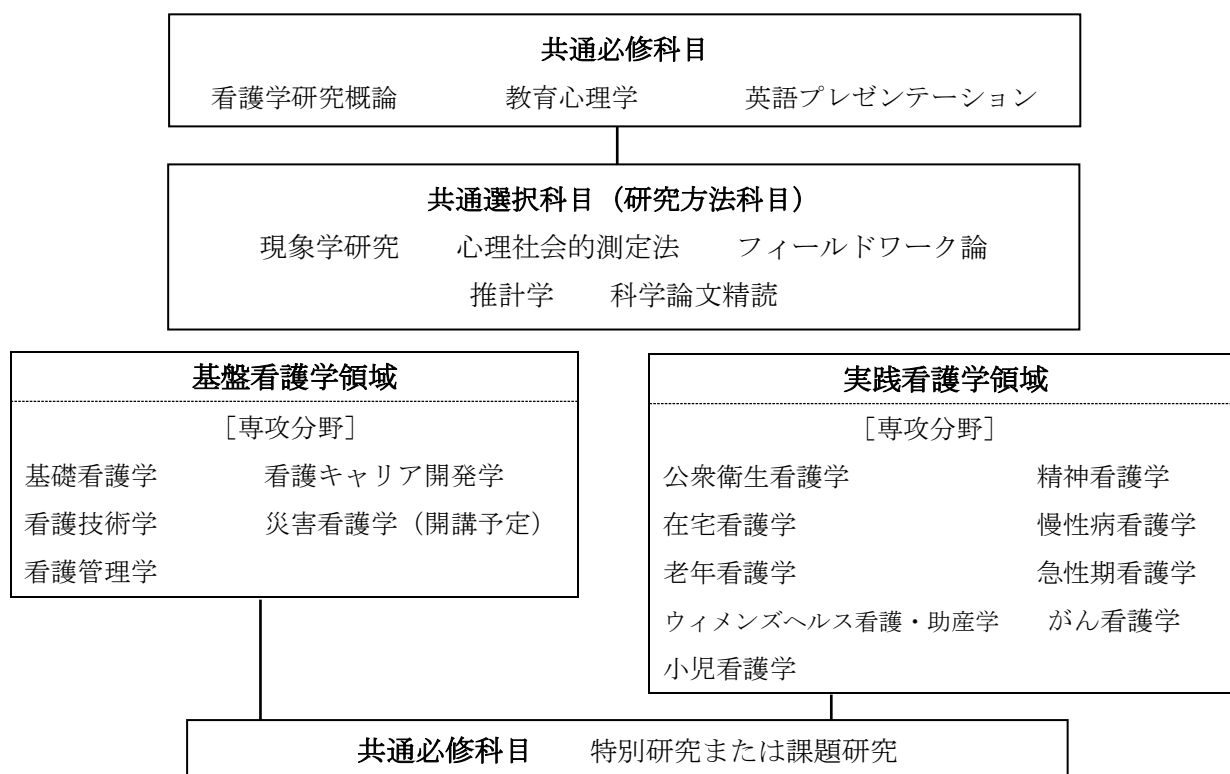 共通必修科目
看護学研究概論 教育心理学 英語プレゼンテーション
共通選択科目（研究方法科目）
現象学研究 心理社会的測定法 フィールドワーク論
推計学 科学論文精読
基盤看護学領域
［専攻分野］
基礎看護学 看護キャリア開発学
看護技術学 災害看護学（開講予定）
看護管理学
実践看護学領域
［専攻分野］
公衆衛生看護学 精神看護学
在宅看護学 慢性病看護学
老年看護学 急性期看護学
ウィメンズヘルス看護・助産学 がん看護学
小児看護学
共通必修科目 特別研究または課題研究